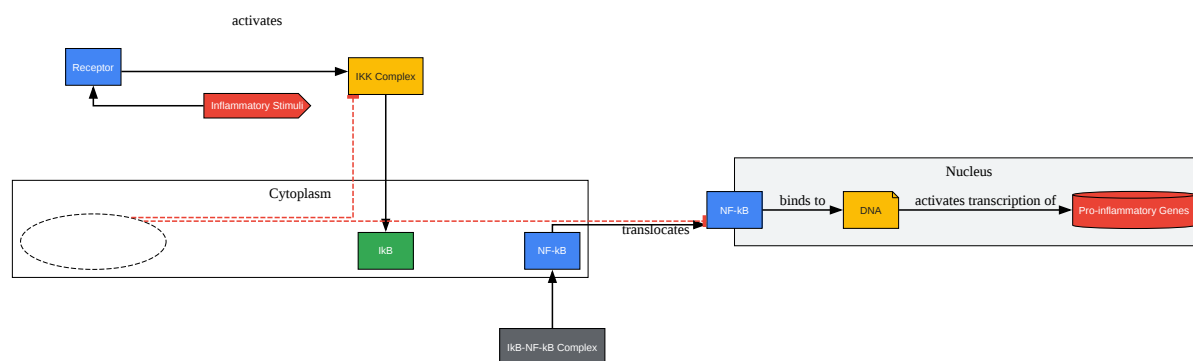 activates
Receptor
IKK Complex
Inflammatory Stimuli
Cytoplasm
Nucleus
NF-kB
binds to
DNA
activates transcription of
Pro-inflammatory Genes
translocates
IkB
NF-kB
IkB-NF-kB Complex